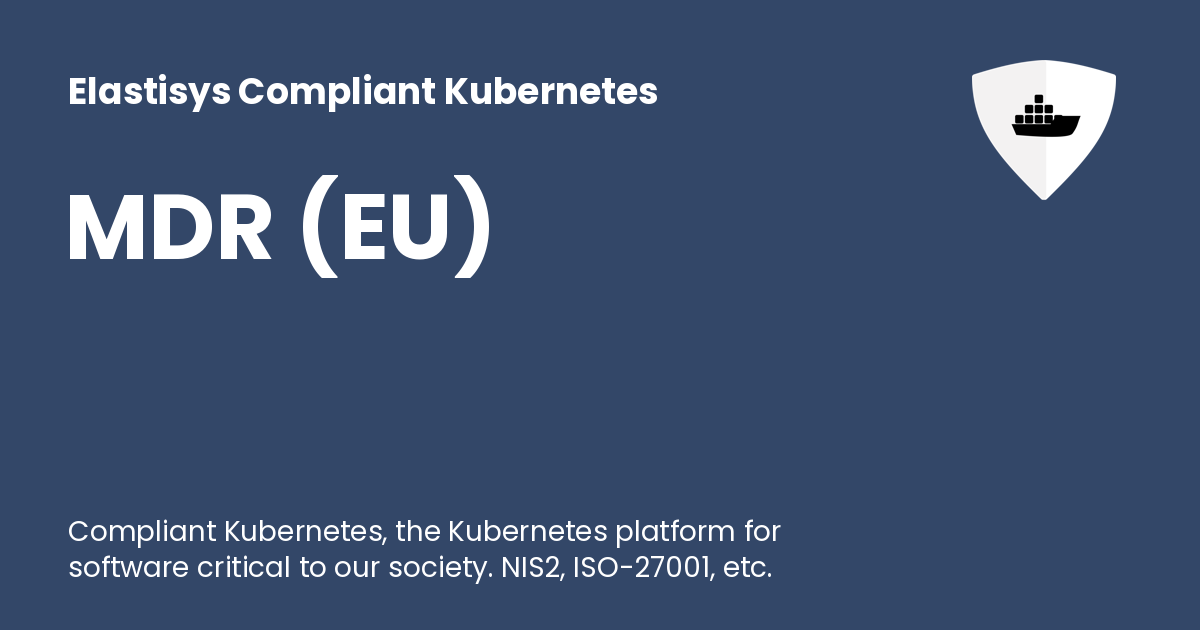 Elastisys Compliant Kubernetes
MDR (EU)
Compliant Kubernetes, the Kubernetes platform for
software critical to our society. NIS2, ISO-27001, etc.